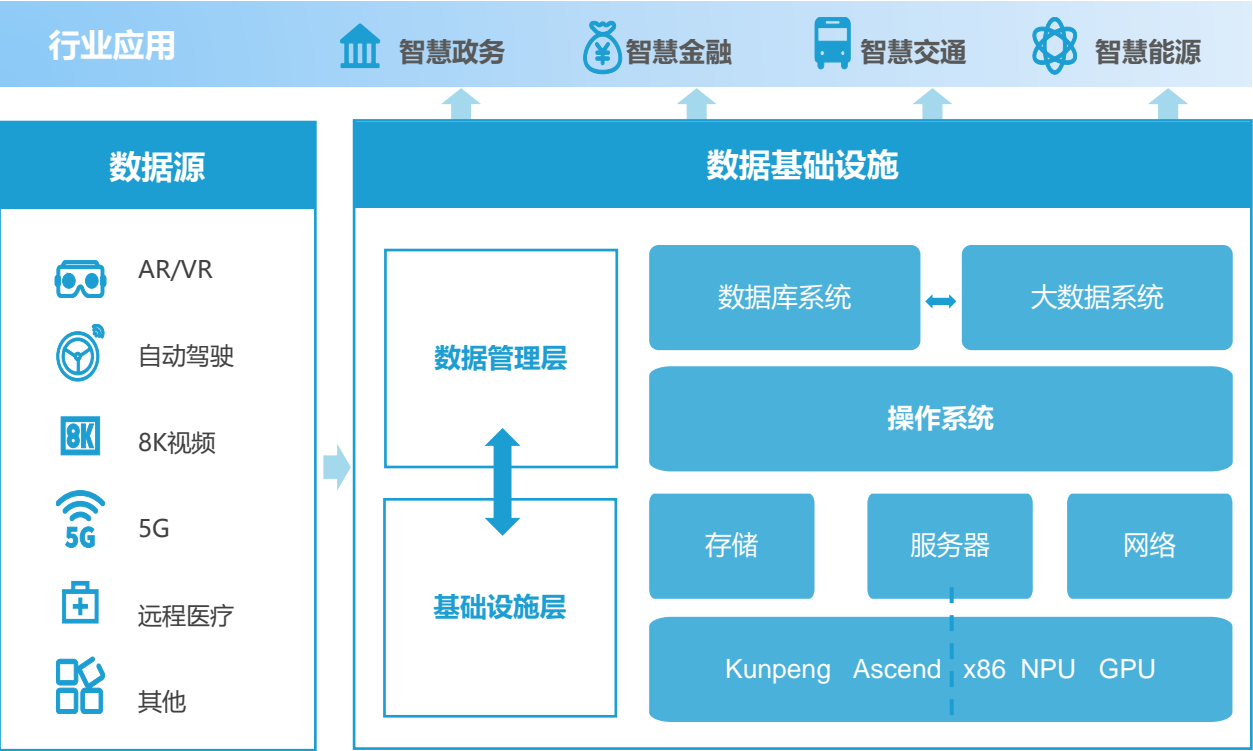 行业应用
智慧政务
智慧金融
智慧交通
智慧能源
数据源
AR/VR
自动驾驶
8K
8K视频
5G
5G
远程医疗
其他
数据基础设施
数据管理层
数据库系统
大数据系统
操作系统
基础设施层
存储
服务器
网络
Kunpeng Ascend x86 NPU GPU